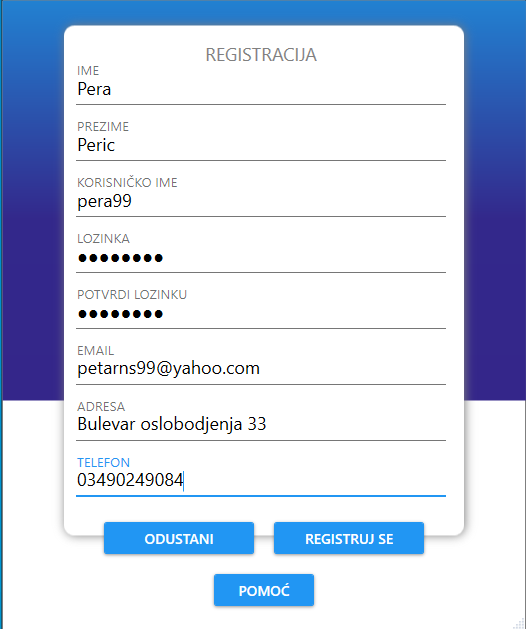 REGISTRACIJA
IME
Pera
PREZIME
Peric
KORISNIČKO IME
pera99
LOZINKA
●●●●●●●●
POTVRDI LOZINKU
●●●●●●●●
EMAIL
petarns99@yahoo.com
ADRESA
Bulevar oslobodjenja 33
TELEFON
03490249084
ODUSTANI REGISTRUJ SE
POMOĆ